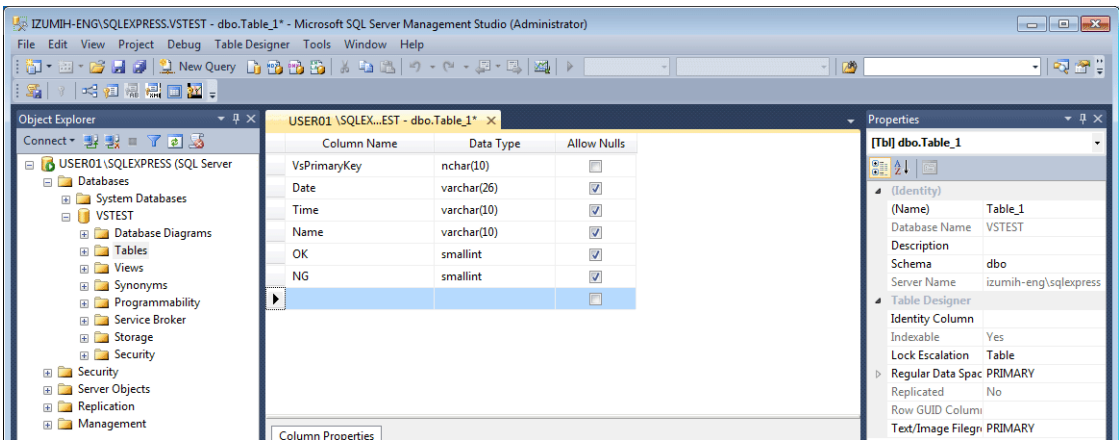 IZUMIH-ENG\SQLEXPRESS.VSTEST - dbo.Table_1* - Microsoft SQL Server Management Studio (Administrator)
File Edit View Project Debug Table Designer Tools Window Help
New Query
Object Explorer
Connect
USER01\SQLEXPRESS (SQL Server
Databases
System Databases
VSTEST
Database Diagrams
Tables
Views
Synonyms
Programmability
Service Broker
Storage
Security
Security
Server Objects
Replication
Management
USER01 \SQLEX...EST - dbo.Table_1*
Column Name Data Type Allow Nulls
VsPrimaryKey nchar(10)
Date varchar(26)
Time varchar(10)
Name varchar(10)
OK smallint
NG smallint
Column Properties
Properties
[Tbl] dbo.Table_1
(Identity)
(Name) Table_1
Database Name VSTEST
Description
Schema dbo
Server Name izumih-eng\sqlexpress
Table Designer
Identity Column
Indexable Yes
Lock Escalation Table
Regular Data Spac PRIMARY
Replicated No
Row GUID Colum
Text/Image Filegr PRIMARY